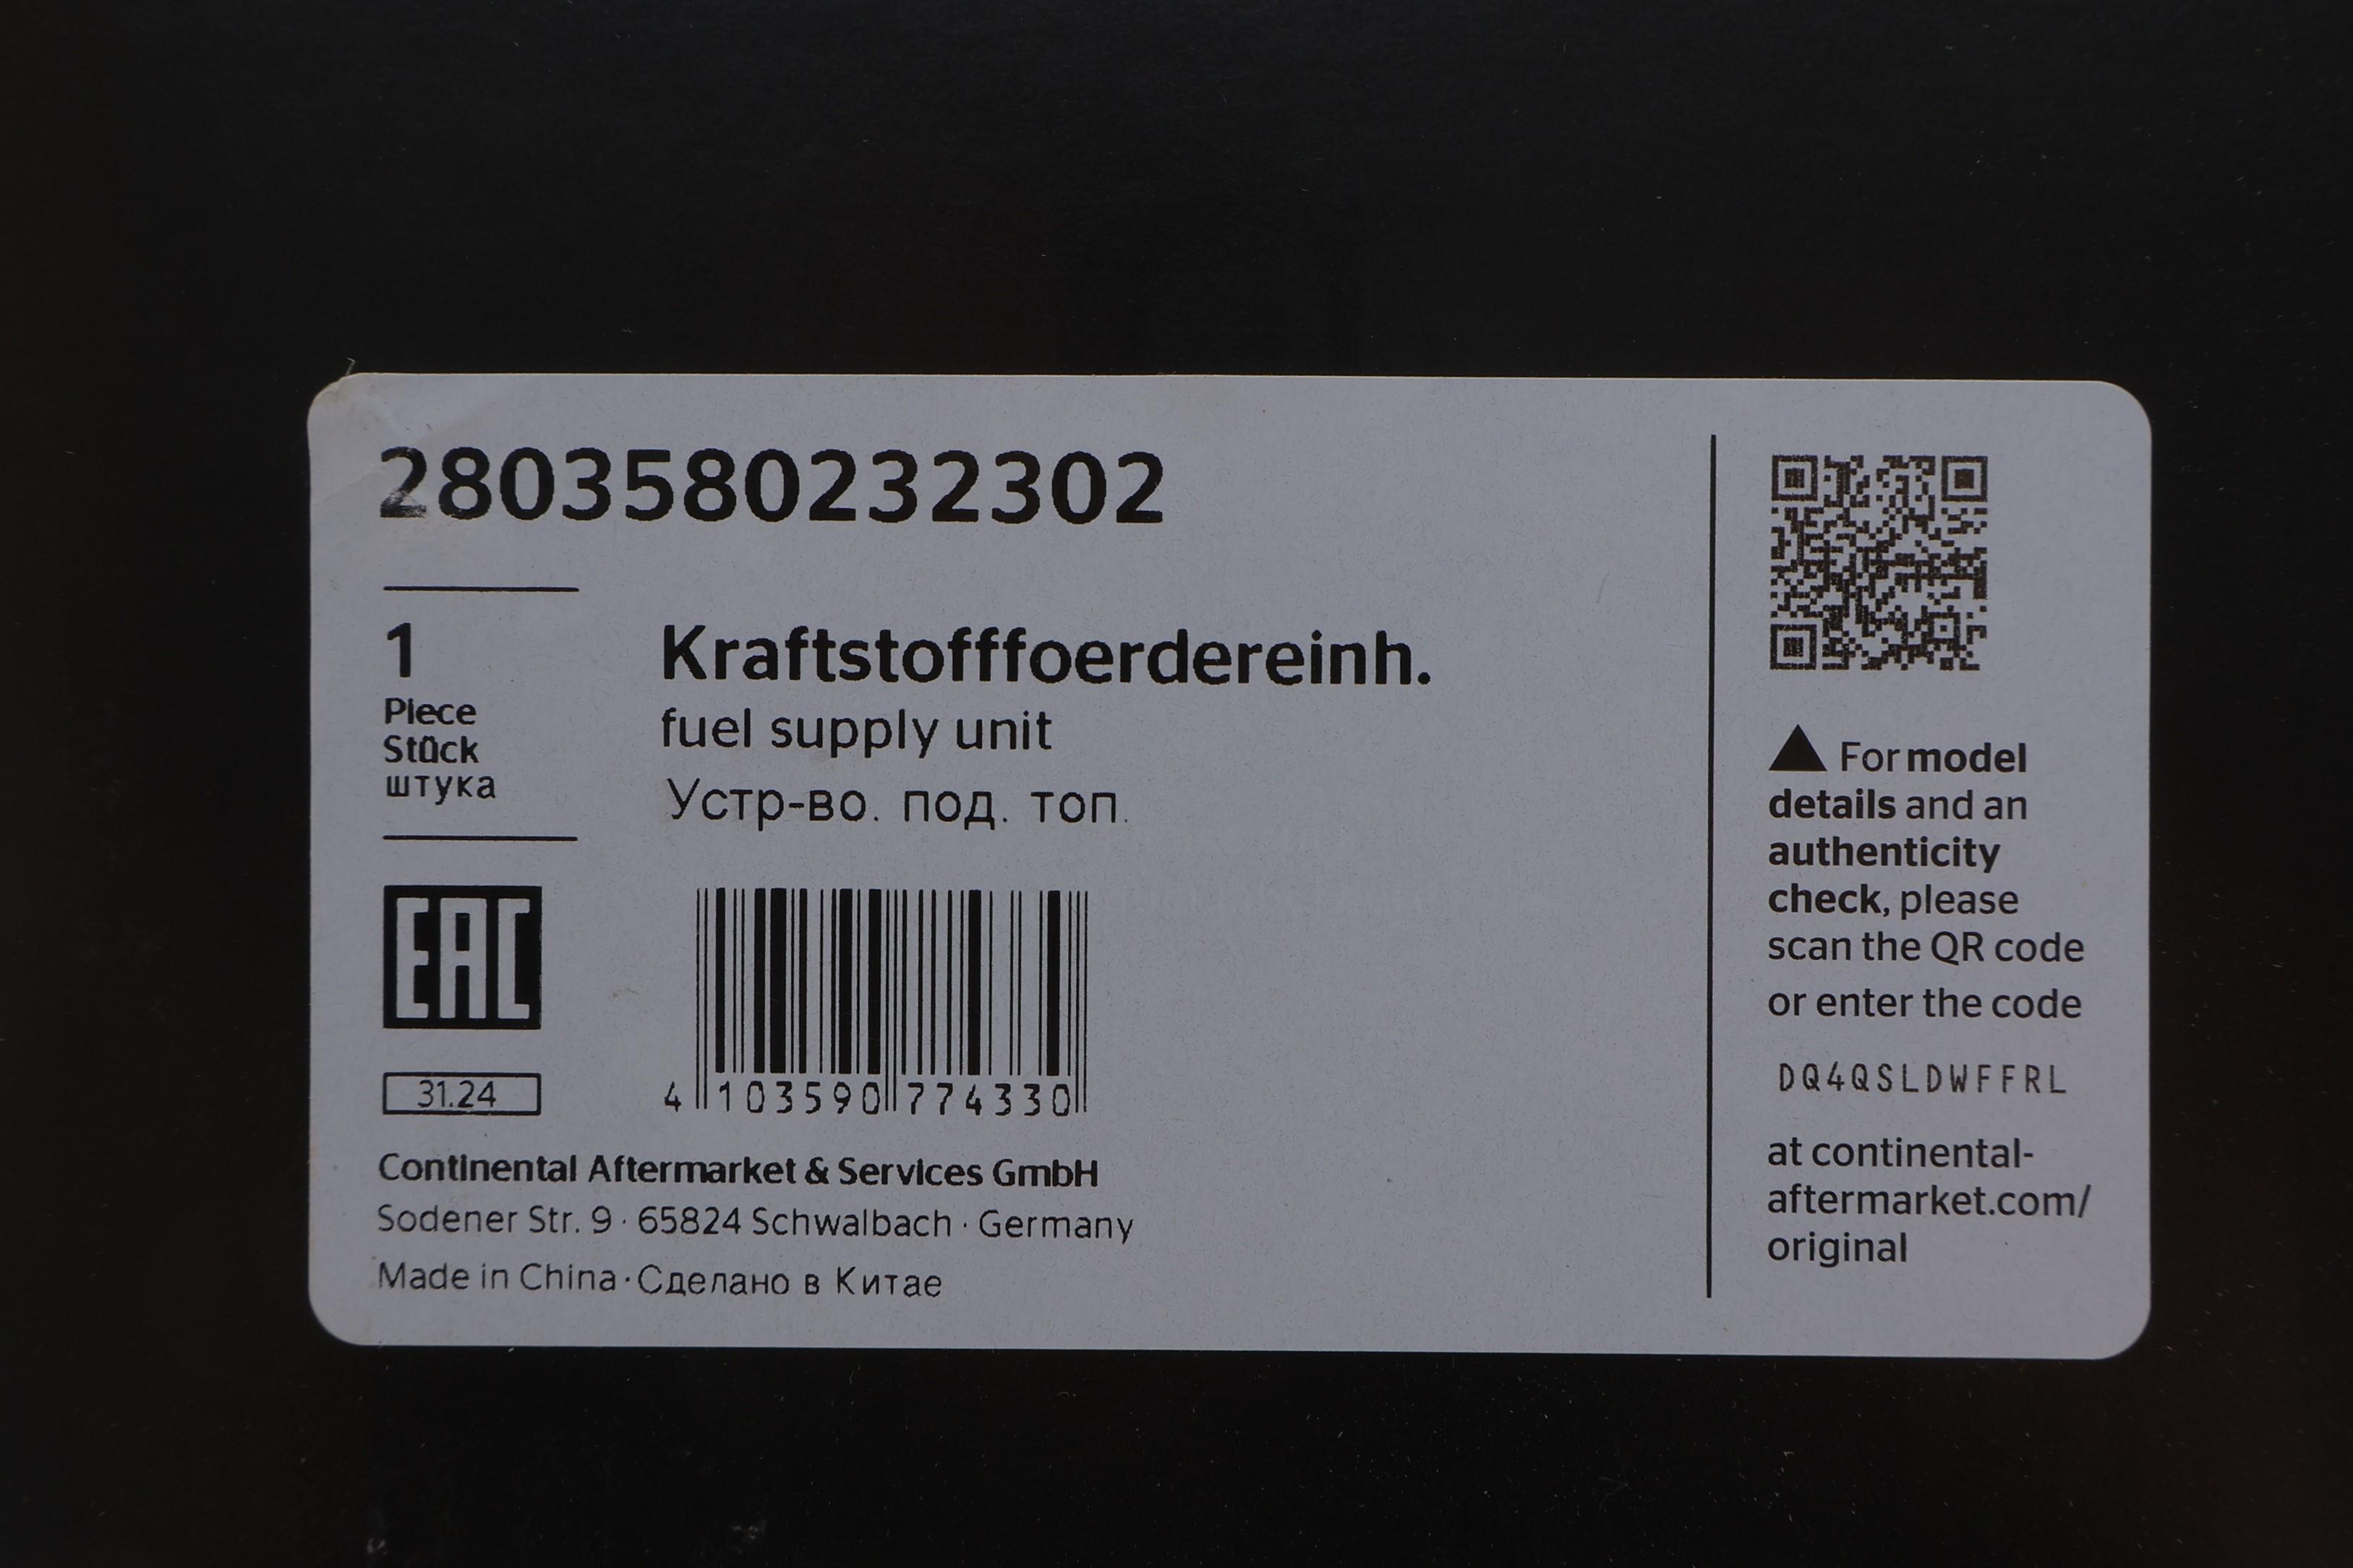 2803580232302
1
Piece
Stück
штука
Kraftstofffoerdereinh.
fuel supply unit
Устр-во. под. топ.
EAC
31.24
4 103590 774330
Continental Aftermarket & Services GmbH
Sodener Str. 9 · 65824 Schwalbach · Germany
Made in China · Сделано в Китае
For model
details and an
authenticity
check, please
scan the QR code
or enter the code
DQ4QSLDWFFRL
at continental-
aftermarket.com/
original